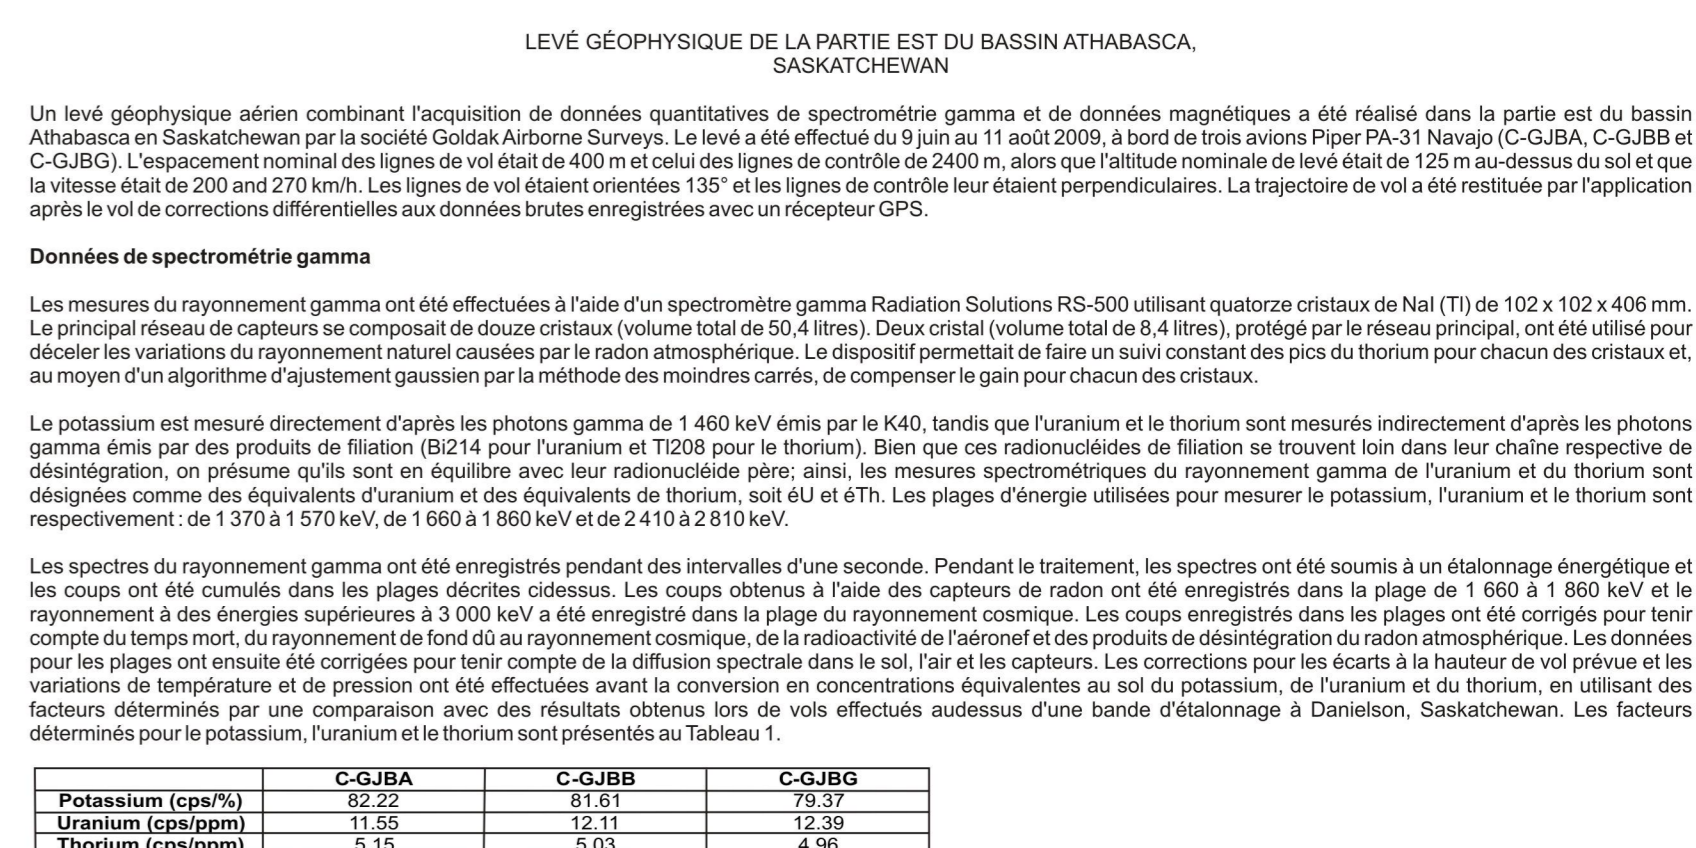 LEVÉ GÉOPHYSIQUE DE LA PARTIE EST DU BASSIN ATHABASCA,
SASKATCHEWAN
Un levé géophysique aérien combinant l'acquisition de données quantitatives de spectrométrie gamma et de données magnétiques a été réalisé dans la partie est du bassin
Athabasca en Saskatchewan par la société Goldak Airborne Surveys. Le levé a été effectué du 9 juin au 11 août 2009, à bord de trois avions Piper PA-31 Navajo (C-GJBA, C-GJBB et
C-GJBG). L'espacement nominal des lignes de vol était de 400 m et celui des lignes de contrôle de 2400 m, alors que l'altitude nominale de levé était de 125 m au-dessus du sol et que
la vitesse était de 200 and 270 km/h. Les lignes de vol étaient orientées 135° et les lignes de contrôle leur étaient perpendiculaires. La trajectoire de vol a été restituée par l'application
après le vol de corrections différentielles aux données brutes enregistrées avec un récepteur GPS.
Données de spectrométrie gamma
Les mesures du rayonnement gamma ont été effectuées à l'aide d'un spectromètre gamma Radiation Solutions RS-500 utilisant quatorze cristaux de NaI (Tl) de 102 x 102 x 406 mm.
Le principal réseau de capteurs se composait de douze cristaux (volume total de 50,4 litres). Deux cristal (volume total de 8,4 litres), protégé par le réseau principal, ont été utilisé pour
déceler les variations du rayonnement naturel causées par le radon atmosphérique. Le dispositif permettait de faire un suivi constant des pics du thorium pour chacun des cristaux et,
au moyen d'un algorithme d'ajustement gaussien par la méthode des moindres carrés, de compenser le gain pour chacun des cristaux.
Le potassium est mesuré directement d'après les photons gamma de 1 460 keV émis par le K40, tandis que l'uranium et le thorium sont mesurés indirectement d'après les photons
gamma émis par des produits de filiation (Bi214 pour l'uranium et Tl208 pour le thorium). Bien que ces radionucléides de filiation se trouvent loin dans leur chaîne respective de
désintégration, on présume qu'ils sont en équilibre avec leur radionucléide père; ainsi, les mesures spectrométriques du rayonnement gamma de l'uranium et du thorium sont
désignées comme des équivalents d'uranium et des équivalents de thorium, soit éU et éTh. Les plages d'énergie utilisées pour mesurer le potassium, l'uranium et le thorium sont
respectivement : de 1 370 à 1 570 keV, de 1 660 à 1 860 keV et de 2 410 à 2 810 keV.
Les spectres du rayonnement gamma ont été enregistrés pendant des intervalles d'une seconde. Pendant le traitement, les spectres ont été soumis à un étalonnage énergétique et
les coups ont été cumulés dans les plages décrites cidessus. Les coups obtenus à l'aide des capteurs de radon ont été enregistrés dans la plage de 1 660 à 1 860 keV et le
rayonnement à des énergies supérieures à 3 000 keV a été enregistré dans la plage du rayonnement cosmique. Les coups enregistrés dans les plages ont été corrigés pour tenir
compte du temps mort, du rayonnement de fond dû au rayonnement cosmique, de la radioactivité de l'aéronef et des produits de désintégration du radon atmosphérique. Les données
pour les plages ont ensuite été corrigées pour tenir compte de la diffusion spectrale dans le sol, l'air et les capteurs. Les corrections pour les écarts à la hauteur de vol prévue et les
variations de température et de pression ont été effectuées avant la conversion en concentrations équivalentes au sol du potassium, de l'uranium et du thorium, en utilisant des
facteurs déterminés par une comparaison avec des résultats obtenus lors de vols effectués audessus d'une bande d'étalonnage à Danielson, Saskatchewan. Les facteurs
déterminés pour le potassium, l'uranium et le thorium sont présentés au Tableau 1.
C-GJBA C-GJBB C-GJBG
Potassium (cps/%) 82.22 81.61 79.37
Uranium (cps/ppm) 11.55 12.11 12.39
Thorium (cps/ppm) 5.15 5.03 4.96